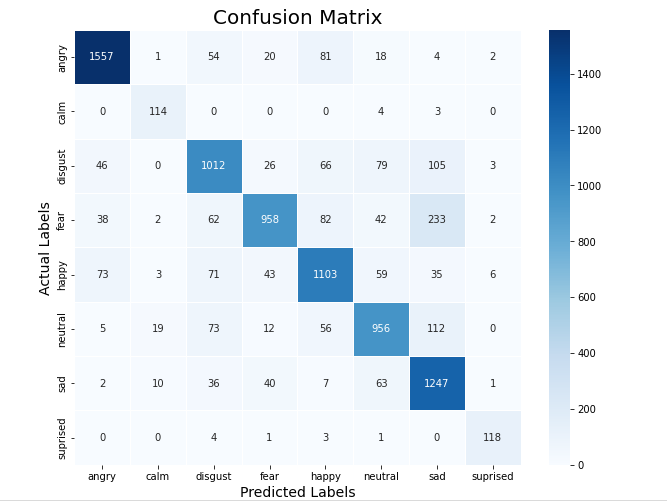 Confusion Matrix
Actual Labels
angry 1557 1 54 20 81 18 4 2
calm 0 114 0 0 0 4 3 0
disgust 46 0 1012 26 66 79 105 3
fear 38 2 62 958 82 42 233 2
happy 73 3 71 43 1103 59 35 6
neutral 5 19 73 12 56 956 112 0
sad 2 10 36 40 7 63 1247 1
suprised 0 0 4 1 3 1 0 118
angry calm disgust fear happy neutral sad suprised
Predicted Labels
1400
1200
1000
800
600
400
200
0